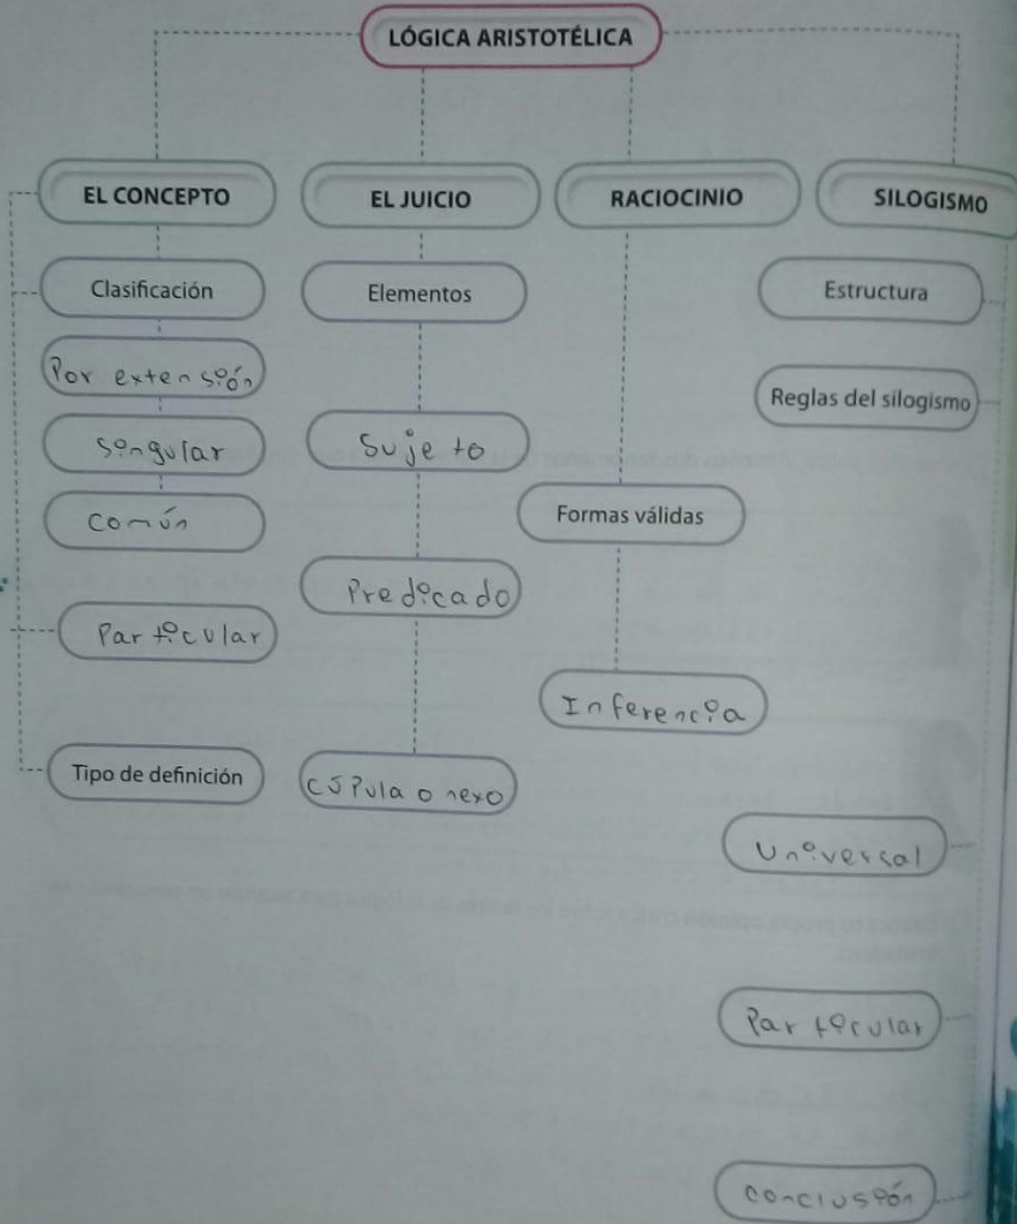 LÓGICA ARISTOTÉLICA
EL CONCEPTO
Clasificación
Por extensión
Singular
Común
Particular
Tipo de definición
EL JUICIO
Elementos
Sujeto
Predicado
Cópula o nexo
RACIOCINIO
Formas válidas
Inferencia
SILOGISMO
Estructura
Reglas del silogismo
Universal
Particular
Conclusión